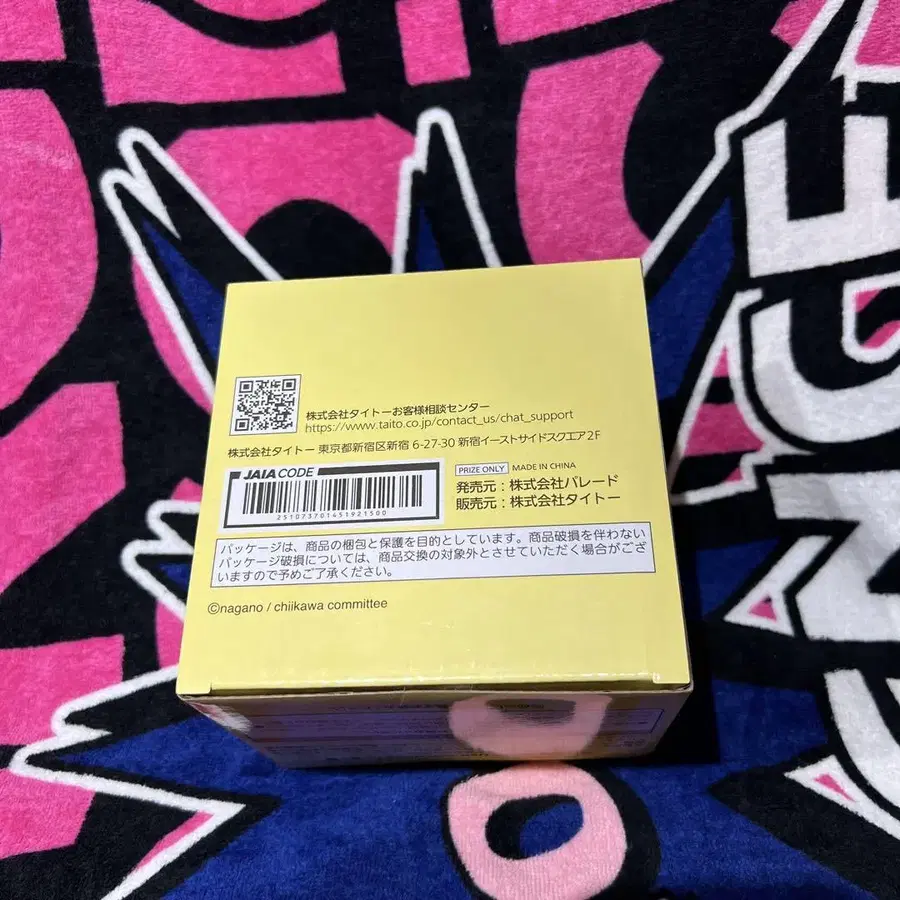 株式会社タイトーお客様相談センター
https://www.taito.co.jp/contact_us/chat_support
株式会社タイトー 東京都新宿区新宿 6-27-30 新宿イーストサイドスクエア2F
JAIA CODE
251073701451921500
PRIZE ONLY MADE IN CHINA
発売元：株式会社パレード
販売元：株式会社タイトー
パッケージは、商品の梱包と保護を目的としています。商品破損を伴わない
パッケージ破損については、商品交換の対象外とさせていただく場合がござ
いますので予めご了承ください。
©nagano / chiikawa committee